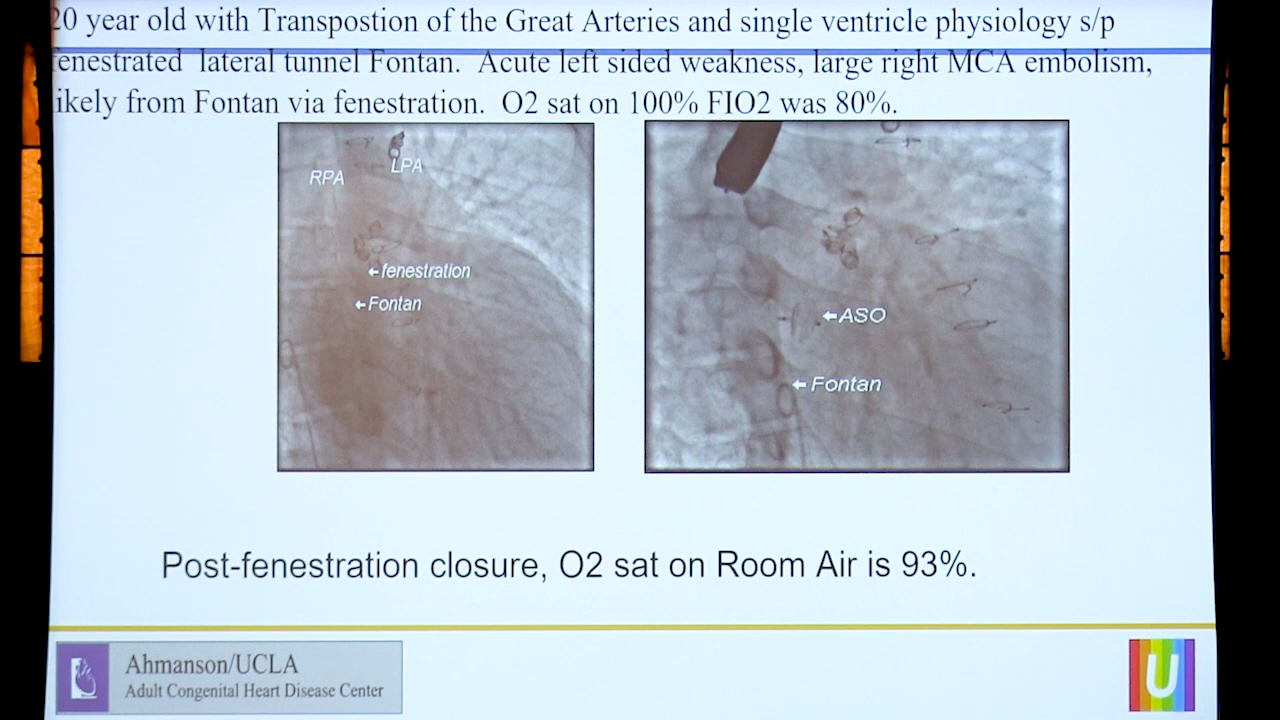 20 year old with Transpostion of the Great Arteries and single ventricle physiology s/p
fenestrated lateral tunnel Fontan. Acute left sided weakness, large right MCA embolism,
likely from Fontan via fenestration. O2 sat on 100% FIO2 was 80%.
RPA
LPA
←fenestration
←Fontan
←ASO
←Fontan
Post-fenestration closure, O2 sat on Room Air is 93%.
Ahmanson/UCLA
Adult Congenital Heart Disease Center
U